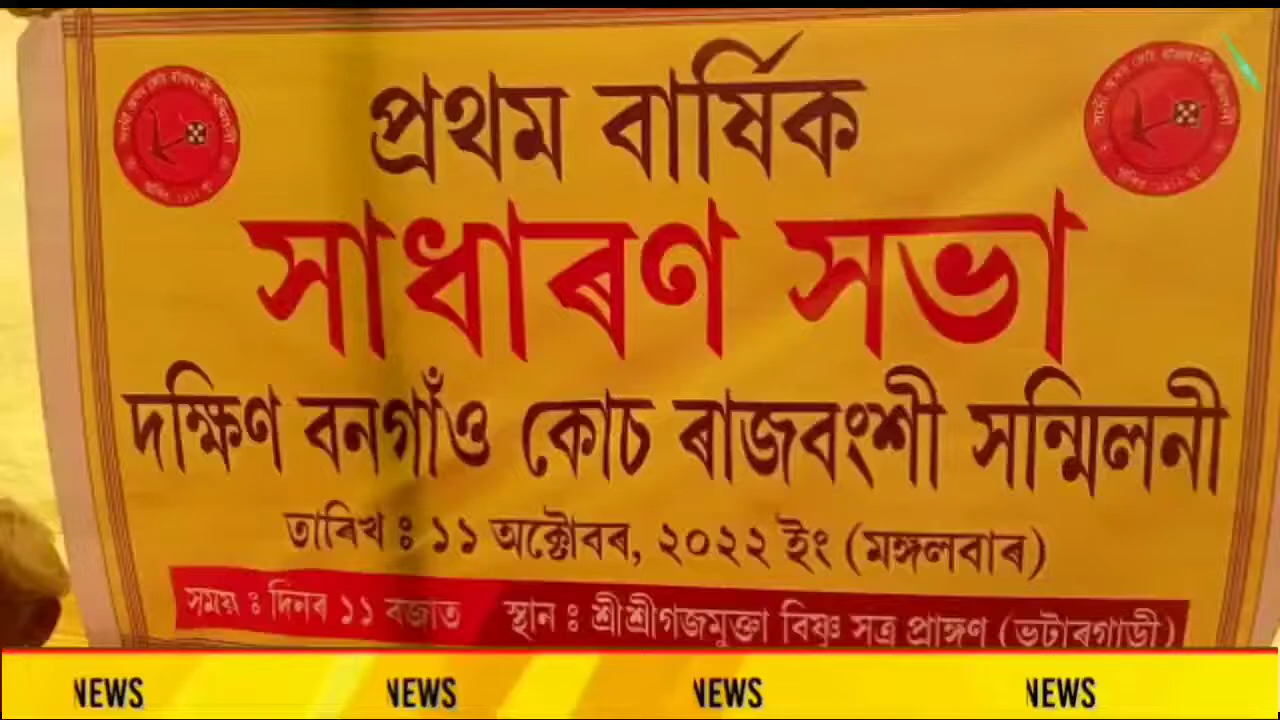 প্ৰথম বাৰ্ষিক
সাধাৰণ সভা
দক্ষিণ বনগাঁও কোচ ৰাজবংশী সন্মিলনী
তাৰিখ ঃ ১১ অক্টোবৰ, ২০২২ ইং (মঙ্গলবাৰ)
সময় ঃ দিনৰ ১১ বজাত স্থান ঃ শ্ৰীশ্ৰীগজমুক্তা বিষ্ণু সত্ৰ প্ৰাঙ্গণ (ভটাৰগাড়ী)
NEWS NEWS NEWS NEWS